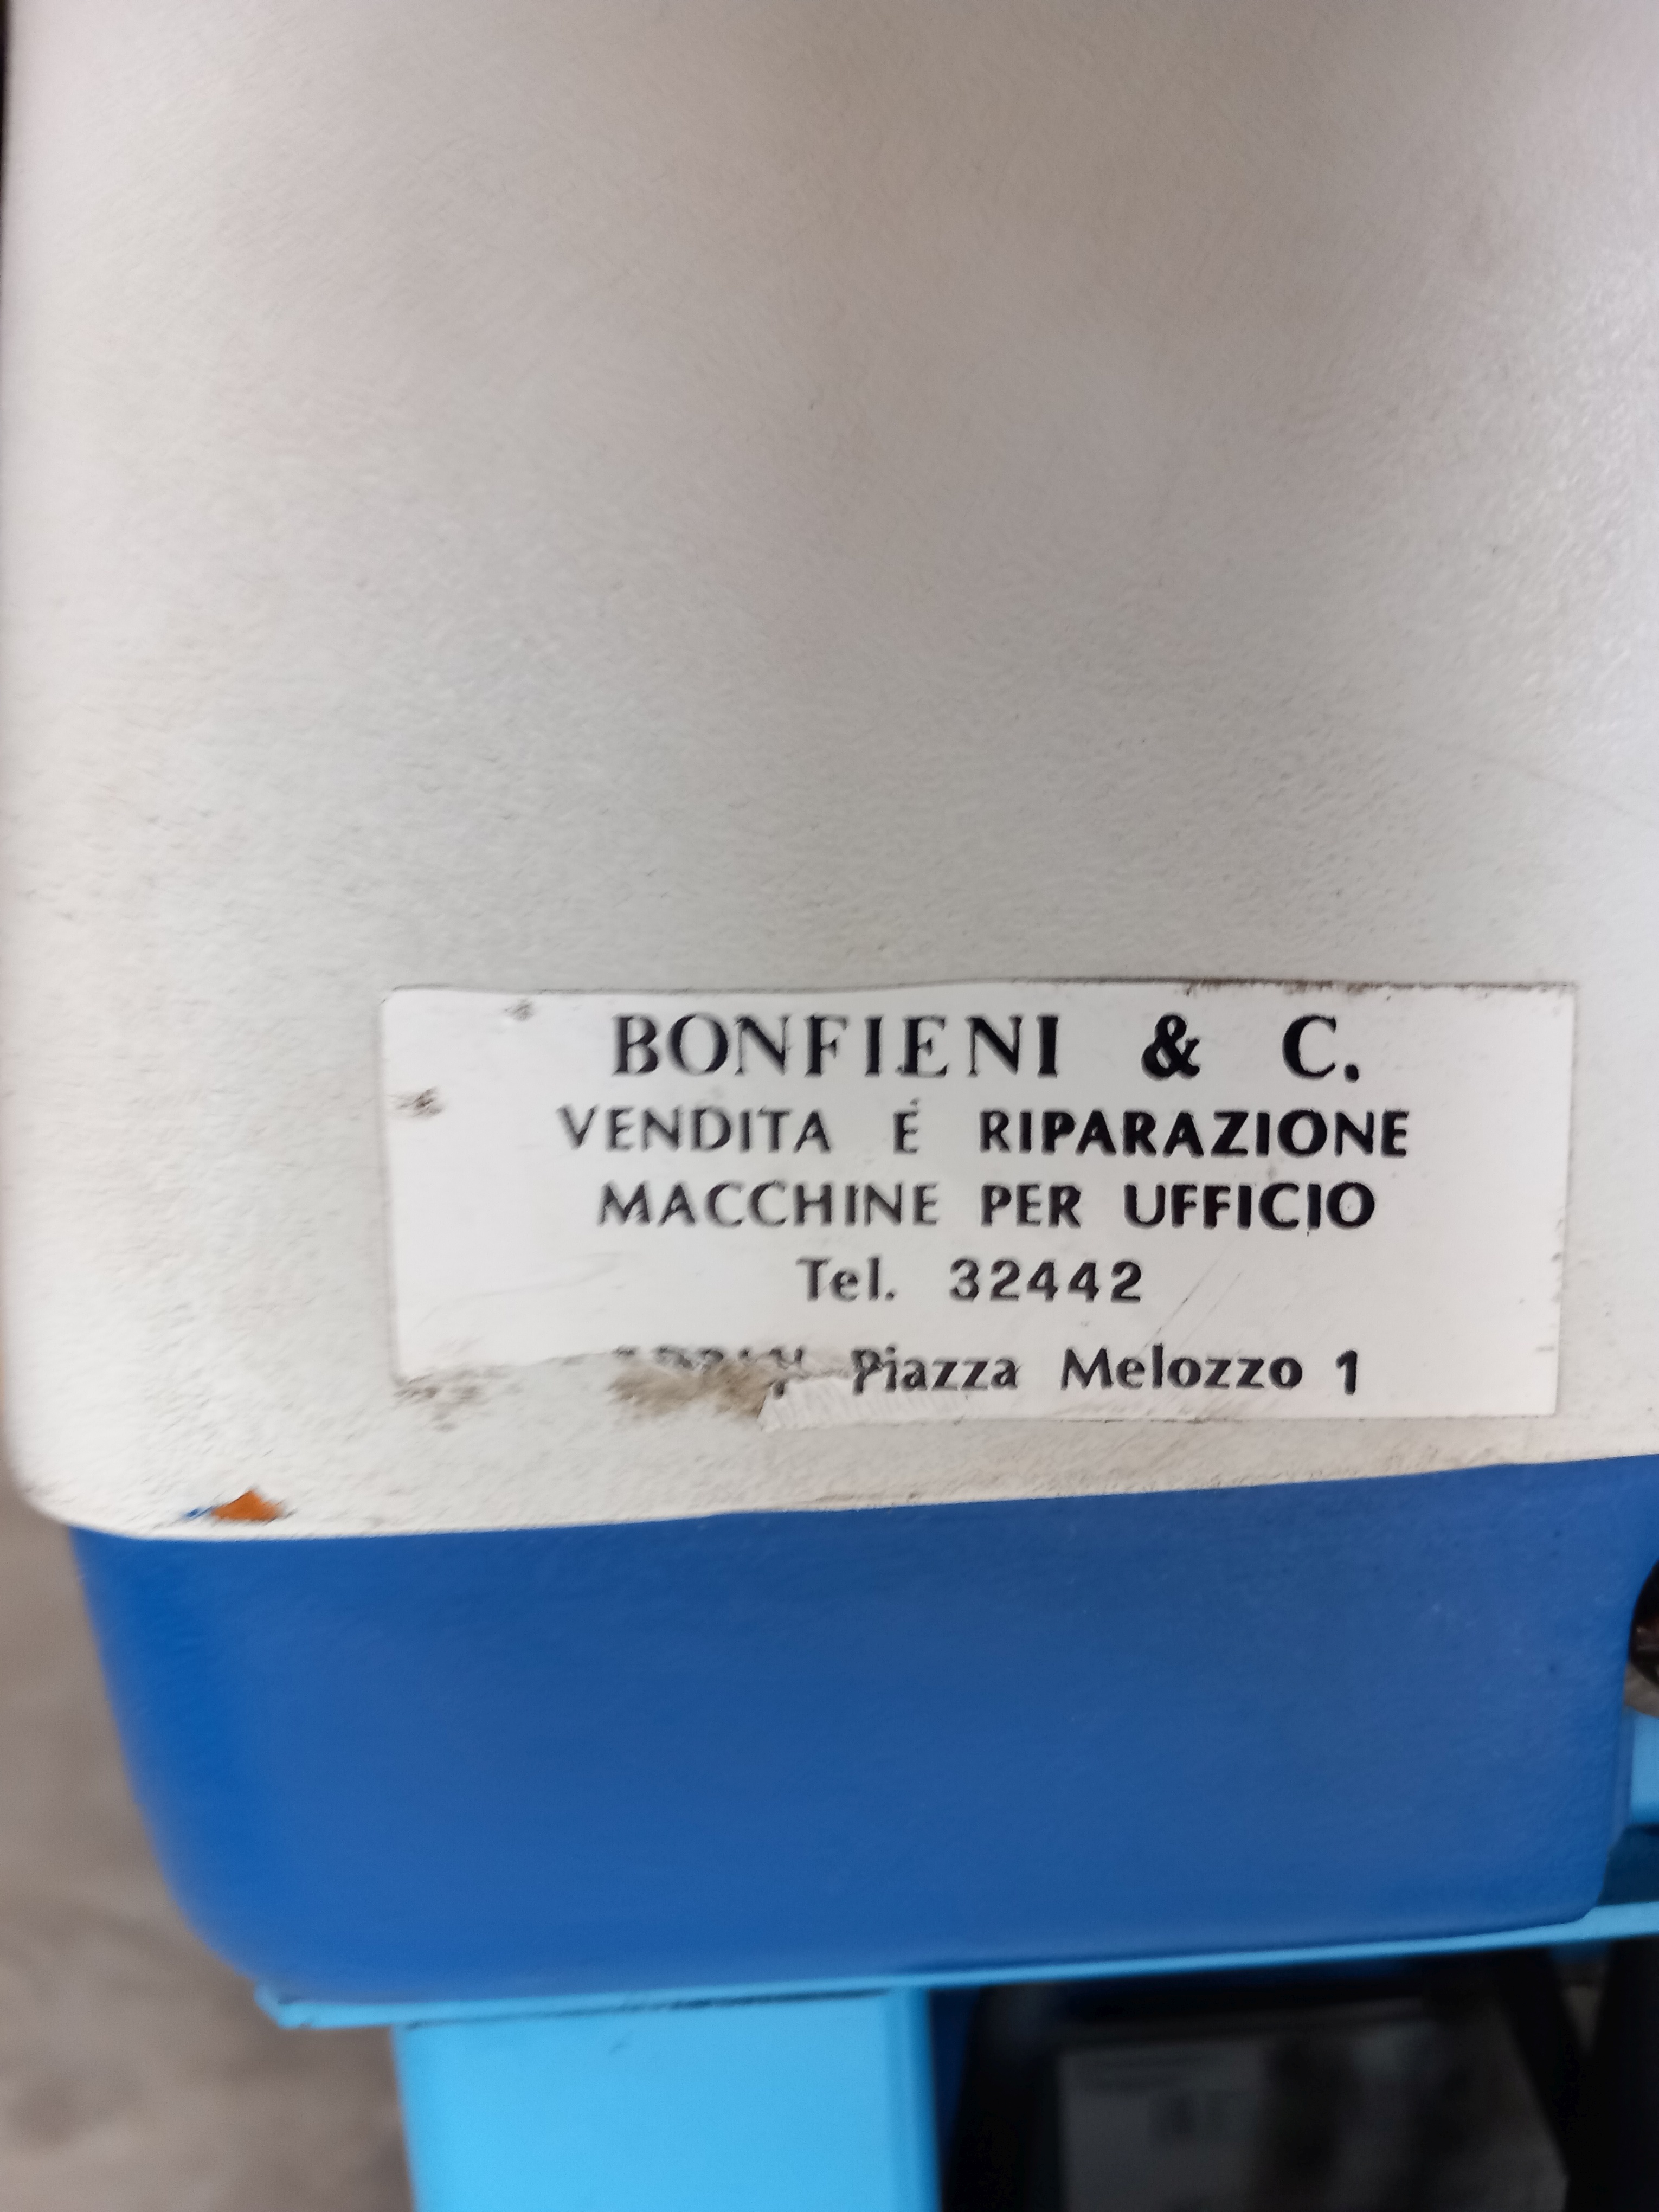 BONFIENI & C.
VENDITA É RIPARAZIONE
MACCHINE PER UFFICIO
Tel. 32442
Piazza Melozzo 1